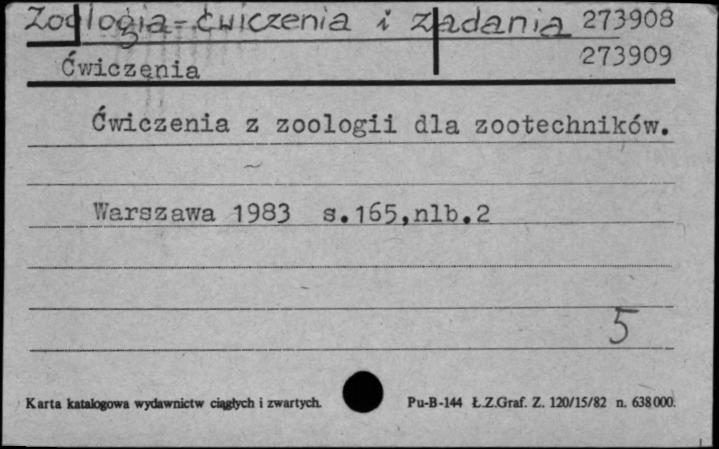 Zoologia - ćwiczenia i zadania 273908
Ćwiczenia 273909
Ćwiczenia z zoologii dla zootechników.
Warszawa 1983 s.165,nlb.2
5
Karta katalogowa wydawnictw ciągłych i zwartych. Pu-B-144 Ł.Z.Graf. Z. 120/15/82 n. 638000.